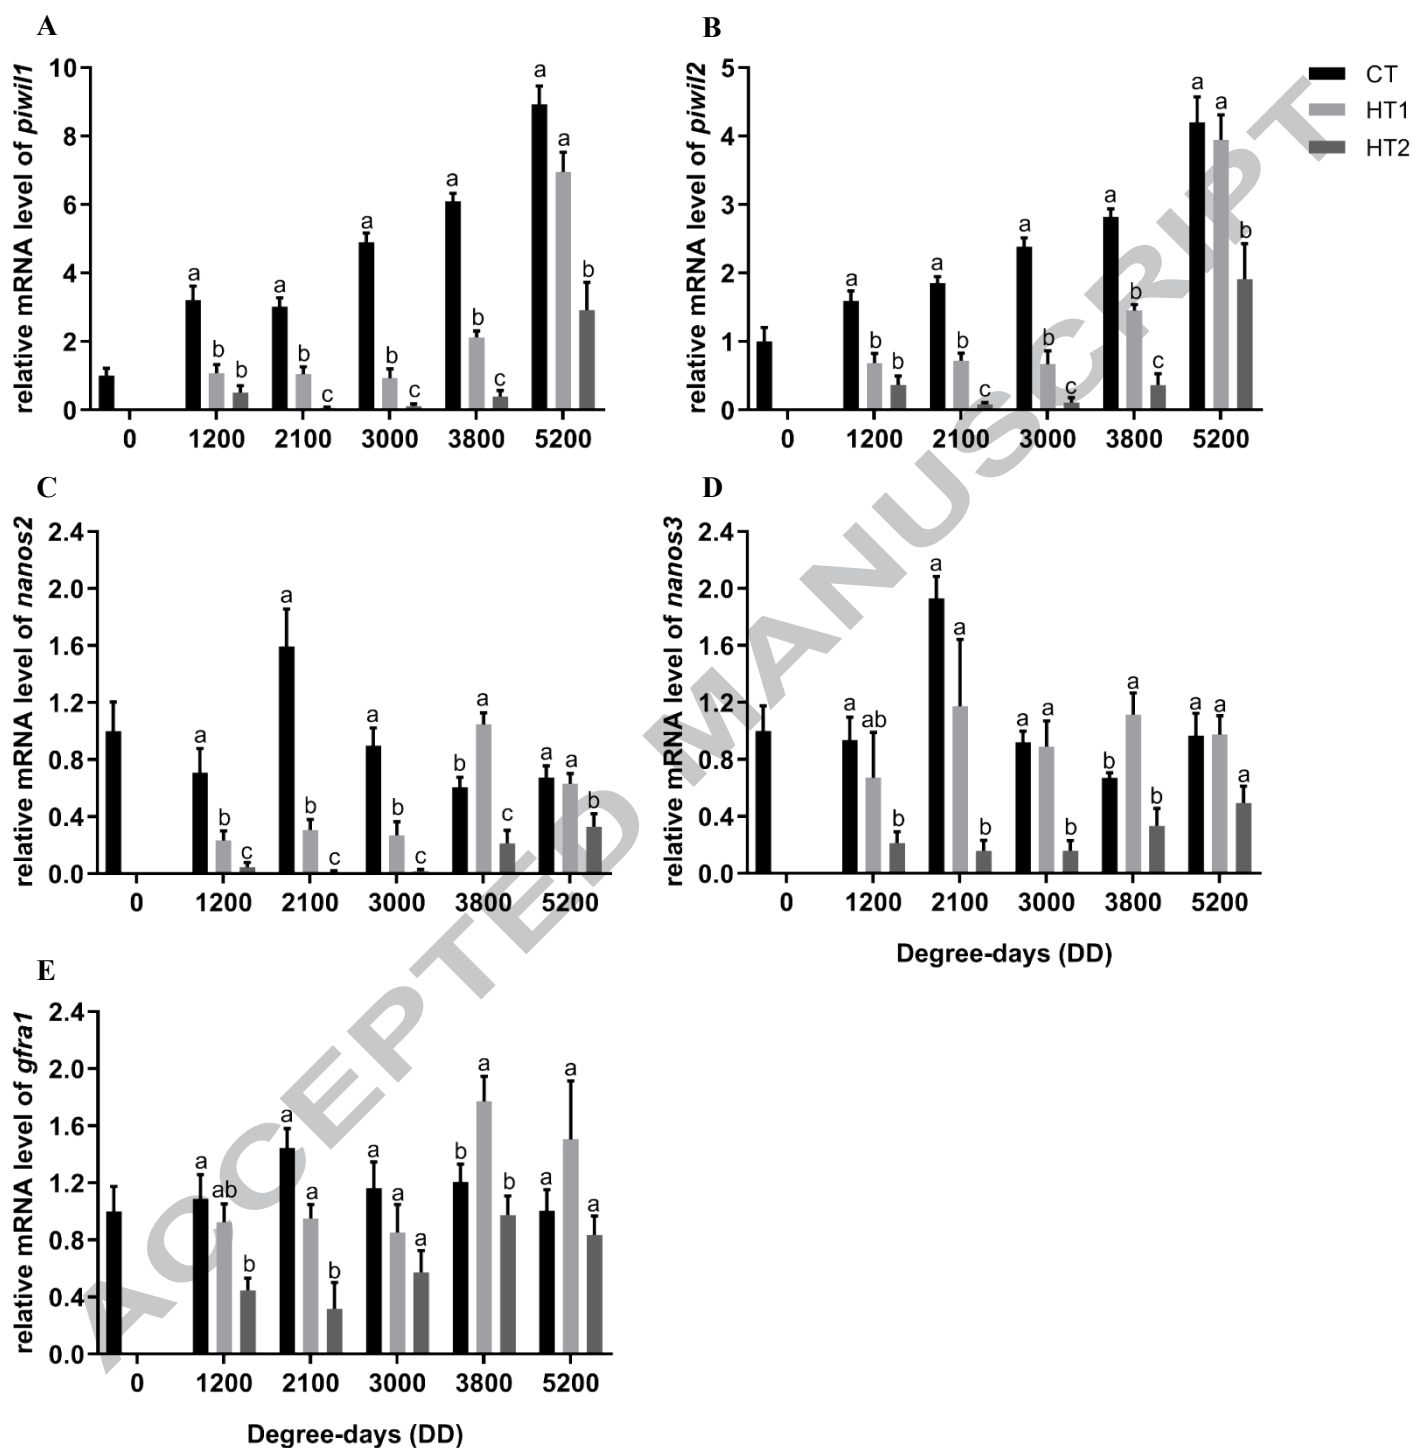 A
relative mRNA level of piwil1
10
8
6
4
2
0
a
a
b
b
a
b
c
a
b
c
a
b
c
a
a
b
0 1200 2100 3000 3800 5200
B
relative mRNA level of piwil2
5
4
3
2
1
0
a
b
b
a
b
c
a
b
c
a
b
c
a
a
b
0 1200 2100 3000 3800 5200
CT
HT1
HT2
C
relative mRNA level of nanos2
2.4
2.0
1.6
1.2
0.8
0.4
0.0
a
b
c
a
b
c
a
b
c
b
a
c
a
a
b
0 1200 2100 3000 3800 5200
D
relative mRNA level of nanos3
2.4
2.0
1.6
1.2
0.8
0.4
0.0
a
ab
b
a
a
b
a
a
b
b
a
b
a
a
a
0 1200 2100 3000 3800 5200
Degree-days (DD)
E
relative mRNA level of gfra1
2.4
2.0
1.6
1.2
0.8
0.4
0.0
a
ab
b
a
a
b
a
a
a
b
a
b
a
a
a
0 1200 2100 3000 3800 5200
Degree-days (DD)
ACCEPTED MANUSCRIPT